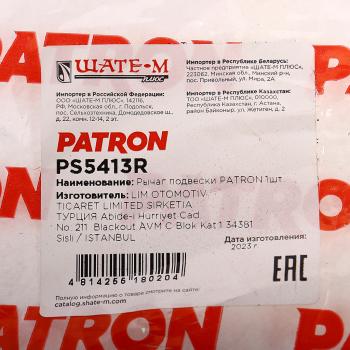 PATRON
ШАТЕ-М
ПЛЮС
Импортер в Российской Федерации:
ООО «ШАТЕ-М ПЛЮС», 142116,
РФ, Московская область,
г. Подольск,
пос. Сельхозтехника, Домодедовское ш.,
д. 22, комн. 12-14, 2 эт.
Импортер в Республике Беларусь:
Частное предприятие «ШАТЕ-М ПЛЮС»,
223062, Минская обл., Минский р-н,
пос. Привольный, ул. Мира, 2А
Импортер в Республике Казахстан:
ТОО «ШАТЕ-М ПЛЮС», 010000,
Республика Казахстан, г. Астана,
район Байконыр, ул. Жетиген, д. 2
PATRON
PS5413R
Наименование: Рычаг подвески PATRON 1шт.
Изготовитель: LIM OTOMOTIV
TICARET LIMITED SIRKETIA
ТУРЦИЯ Abide-i Hurriyet Cad.
No. 211 Blackout AVM C Blok Kat:1 34381
Sisli / ISTANBUL
Дата изготовления:
2023 г.
4 814256 180204
EAC
Подробную информацию о товаре
смотрите на сайте
catalog.shate-m.com
PATRON